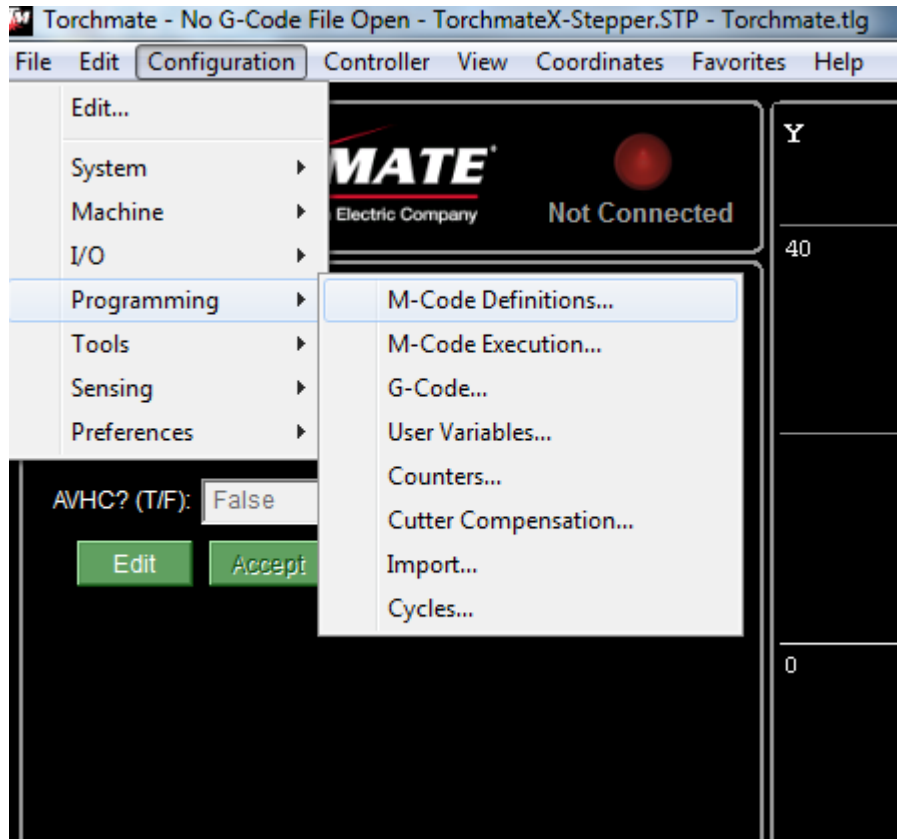 Torchmate - No G-Code File Open - TorchmateX-Stepper.STP - Torchmate.tlg
File Edit Configuration Controller View Coordinates Favorites Help
Edit...
System
Machine
I/O
Programming
Tools
Sensing
Preferences
MATE
Electric Company
Not Connected
Y
40
M-Code Definitions...
M-Code Execution...
G-Code...
User Variables...
Counters...
Cutter Compensation...
Import...
Cycles...
AVHC? (T/F): False
Edit Accept
0